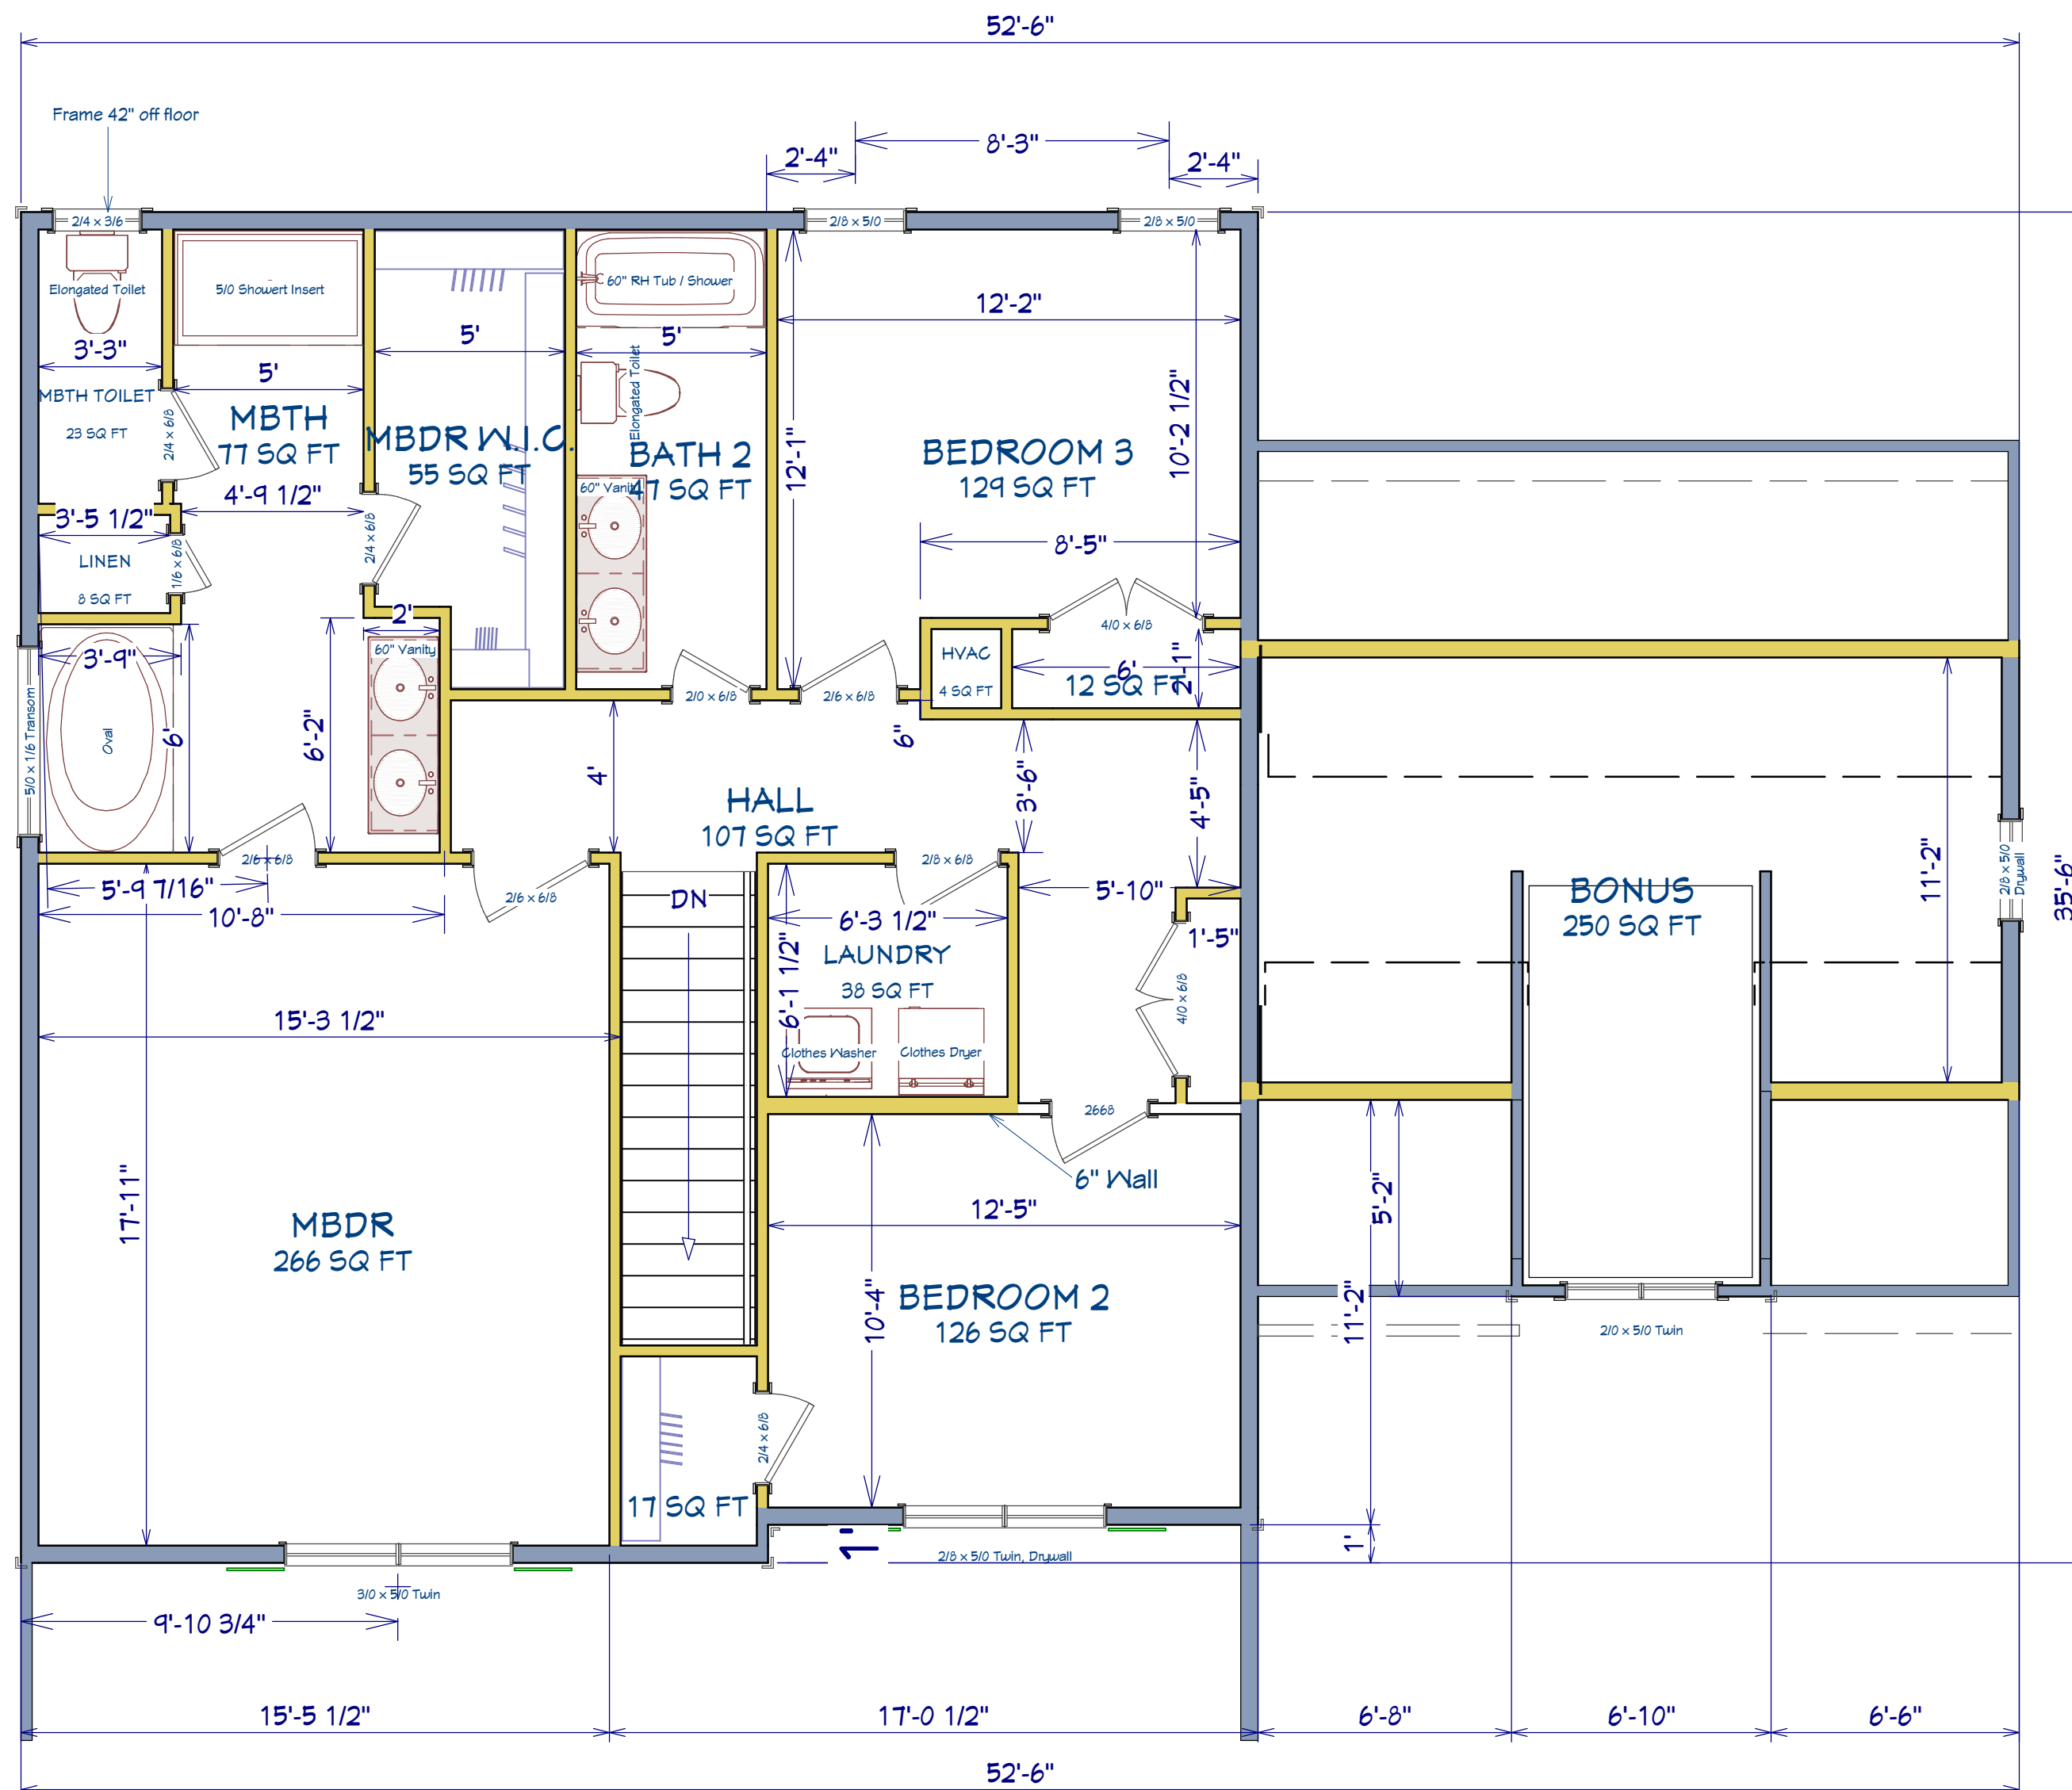 52'-6"
Frame 42" off floor
8'-3"
2'-4"
2'-4"
2/4 x 3/6
2/8 x 5/0
2/8 x 5/0
Elongated Toilet
5/0 Showert Insert
60" RH Tub / Shower
12'-2"
3'-3"
5'
5'
5'
Elongated Toilet
MBTH TOILET
23 SQ FT
2/4 x 6/8
MBTH
77 SQ FT
MBDR W.I.C.
55 SQ FT
BATH 2
47 SQ FT
60" Vanity
12'-1"
BEDROOM 3
129 SQ FT
10'-2 1/2"
4'-9 1/2"
3'-5 1/2"
LINEN
8 SQ FT
1/6 x 6/8
2/4 x 6/8
8'-5"
2'
60" Vanity
3'-9"
4/0 x 6/8
HVAC
4 SQ FT
6'
12 SQ FT
2'-1"
2/0 x 6/8
2/6 x 6/8
5/0 x 1/6 Transom
Oval
6'
6'-2"
4'
6"
3'-6"
4'-5"
HALL
107 SQ FT
2/6 x 6/8
2/8 x 6/8
5'-9 7/16"
10'-8"
2/6 x 6/8
DN
6'-3 1/2"
LAUNDRY
38 SQ FT
6'-1 1/2"
Clothes Washer
Clothes Dryer
5'-10"
1'-5"
4/0 x 6/8
BONUS
250 SQ FT
11'-2"
2/8 x 5/0
Drywall
35'-6"
15'-3 1/2"
2668
6" Wall
17'-11"
MBDR
266 SQ FT
12'-5"
10'-4"
BEDROOM 2
126 SQ FT
5'-2"
11'-2"
2/0 x 5/0 Twin
2/4 x 6/8
17 SQ FT
1'
2/8 x 5/0 Twin, Drywall
1'
3/0 x 5/0 Twin
9'-10 3/4"
15'-5 1/2"
17'-0 1/2"
6'-8"
6'-10"
6'-6"
52'-6"